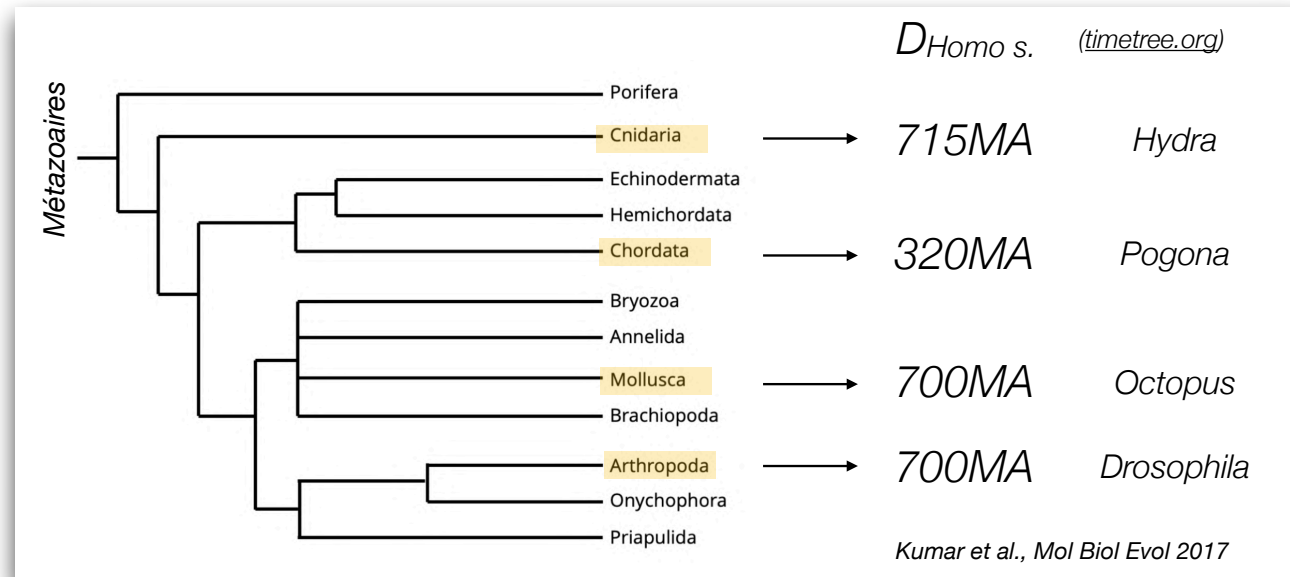 D Homo s. (timetree.org)
Métazoaires
Porifera
Cnidaria 715MA Hydra
Echinodermata
Hemichordata
Chordata 320MA Pogona
Bryozoa
Annelida
Mollusca 700MA Octopus
Brachiopoda
Arthropoda 700MA Drosophila
Onychophora
Priapulida
Kumar et al., Mol Biol Evol 2017